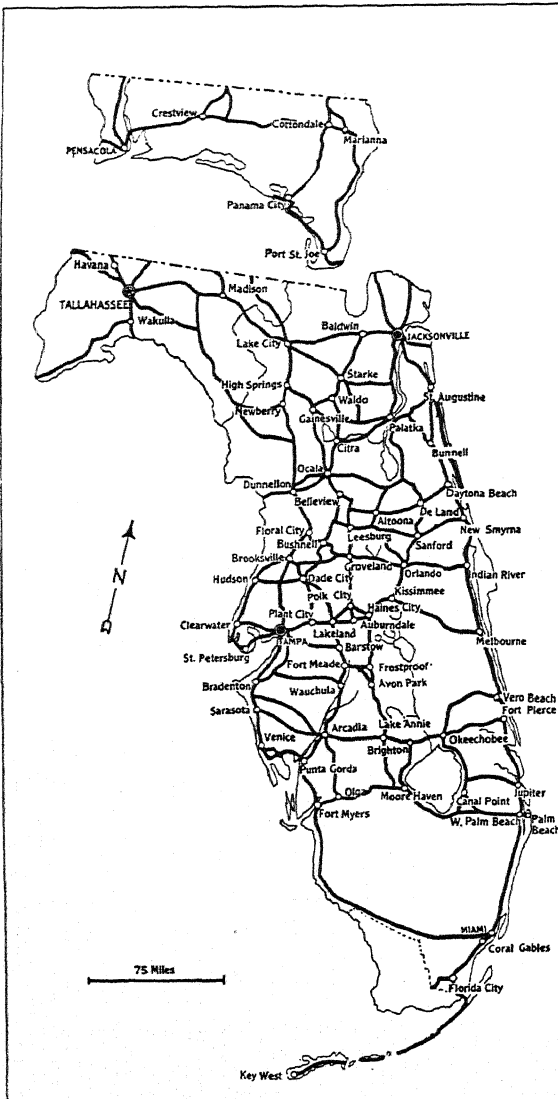 Crestview
Cottondale
PENSACOLA
Marianna
Panama City
Port St. Joe
Havana
Madison
TALLAHASSEE
Wakulla
Baldwin
JACKSONVILLE
Lake City
Starke
High Springs
Waldo
St. Augustine
Newberry
Gainesville
Palatka
Citra
Bunnell
Ocala
Dunnellon
Daytona Beach
Belleview
De Land
Altoona
New Smyrna
Floral City
Leesburg
Bushnell
Sanford
Brooksville
Groveland
Orlando
Indian River
Hudson
Dade City
Kissimmee
Polk City
Haines City
Plant City
Clearwater
Auburndale
Lakeland
TAMPA
Melbourne
Barstow
St. Petersburg
Fort Meade
Frostproof
Bradenton
Wauchula
Avon Park
Vero Beach
Sarasota
Fort Pierce
Lake Annie
Arcadia
Okeechobee
Venice
Brighton
Punta Gorda
Olga
Moore Haven
Jupiter
Canal Point
Fort Myers
W. Palm Beach
Palm
Beach
N
MIAMI
Coral Gables
75 Miles
Florida City
Key West